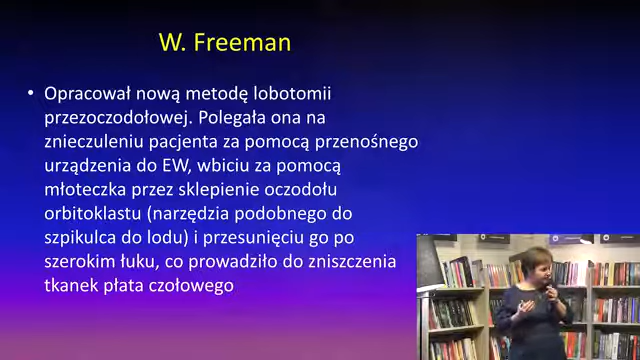 W. Freeman
• Opracował nową metodę lobotomii
przezoczodołowej. Polegała ona na
znieczuleniu pacjenta za pomocą przenośnego
urządzenia do EW, wbiciu za pomocą
młoteczka przez sklepienie oczodołu
orbitoklastu (narzędzia podobnego do
szpikulca do lodu) i przesunięciu go po
szerokim łuku, co prowadziło do zniszczenia
tkanek płata czołowego